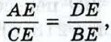 AE/CE = DE/BE,